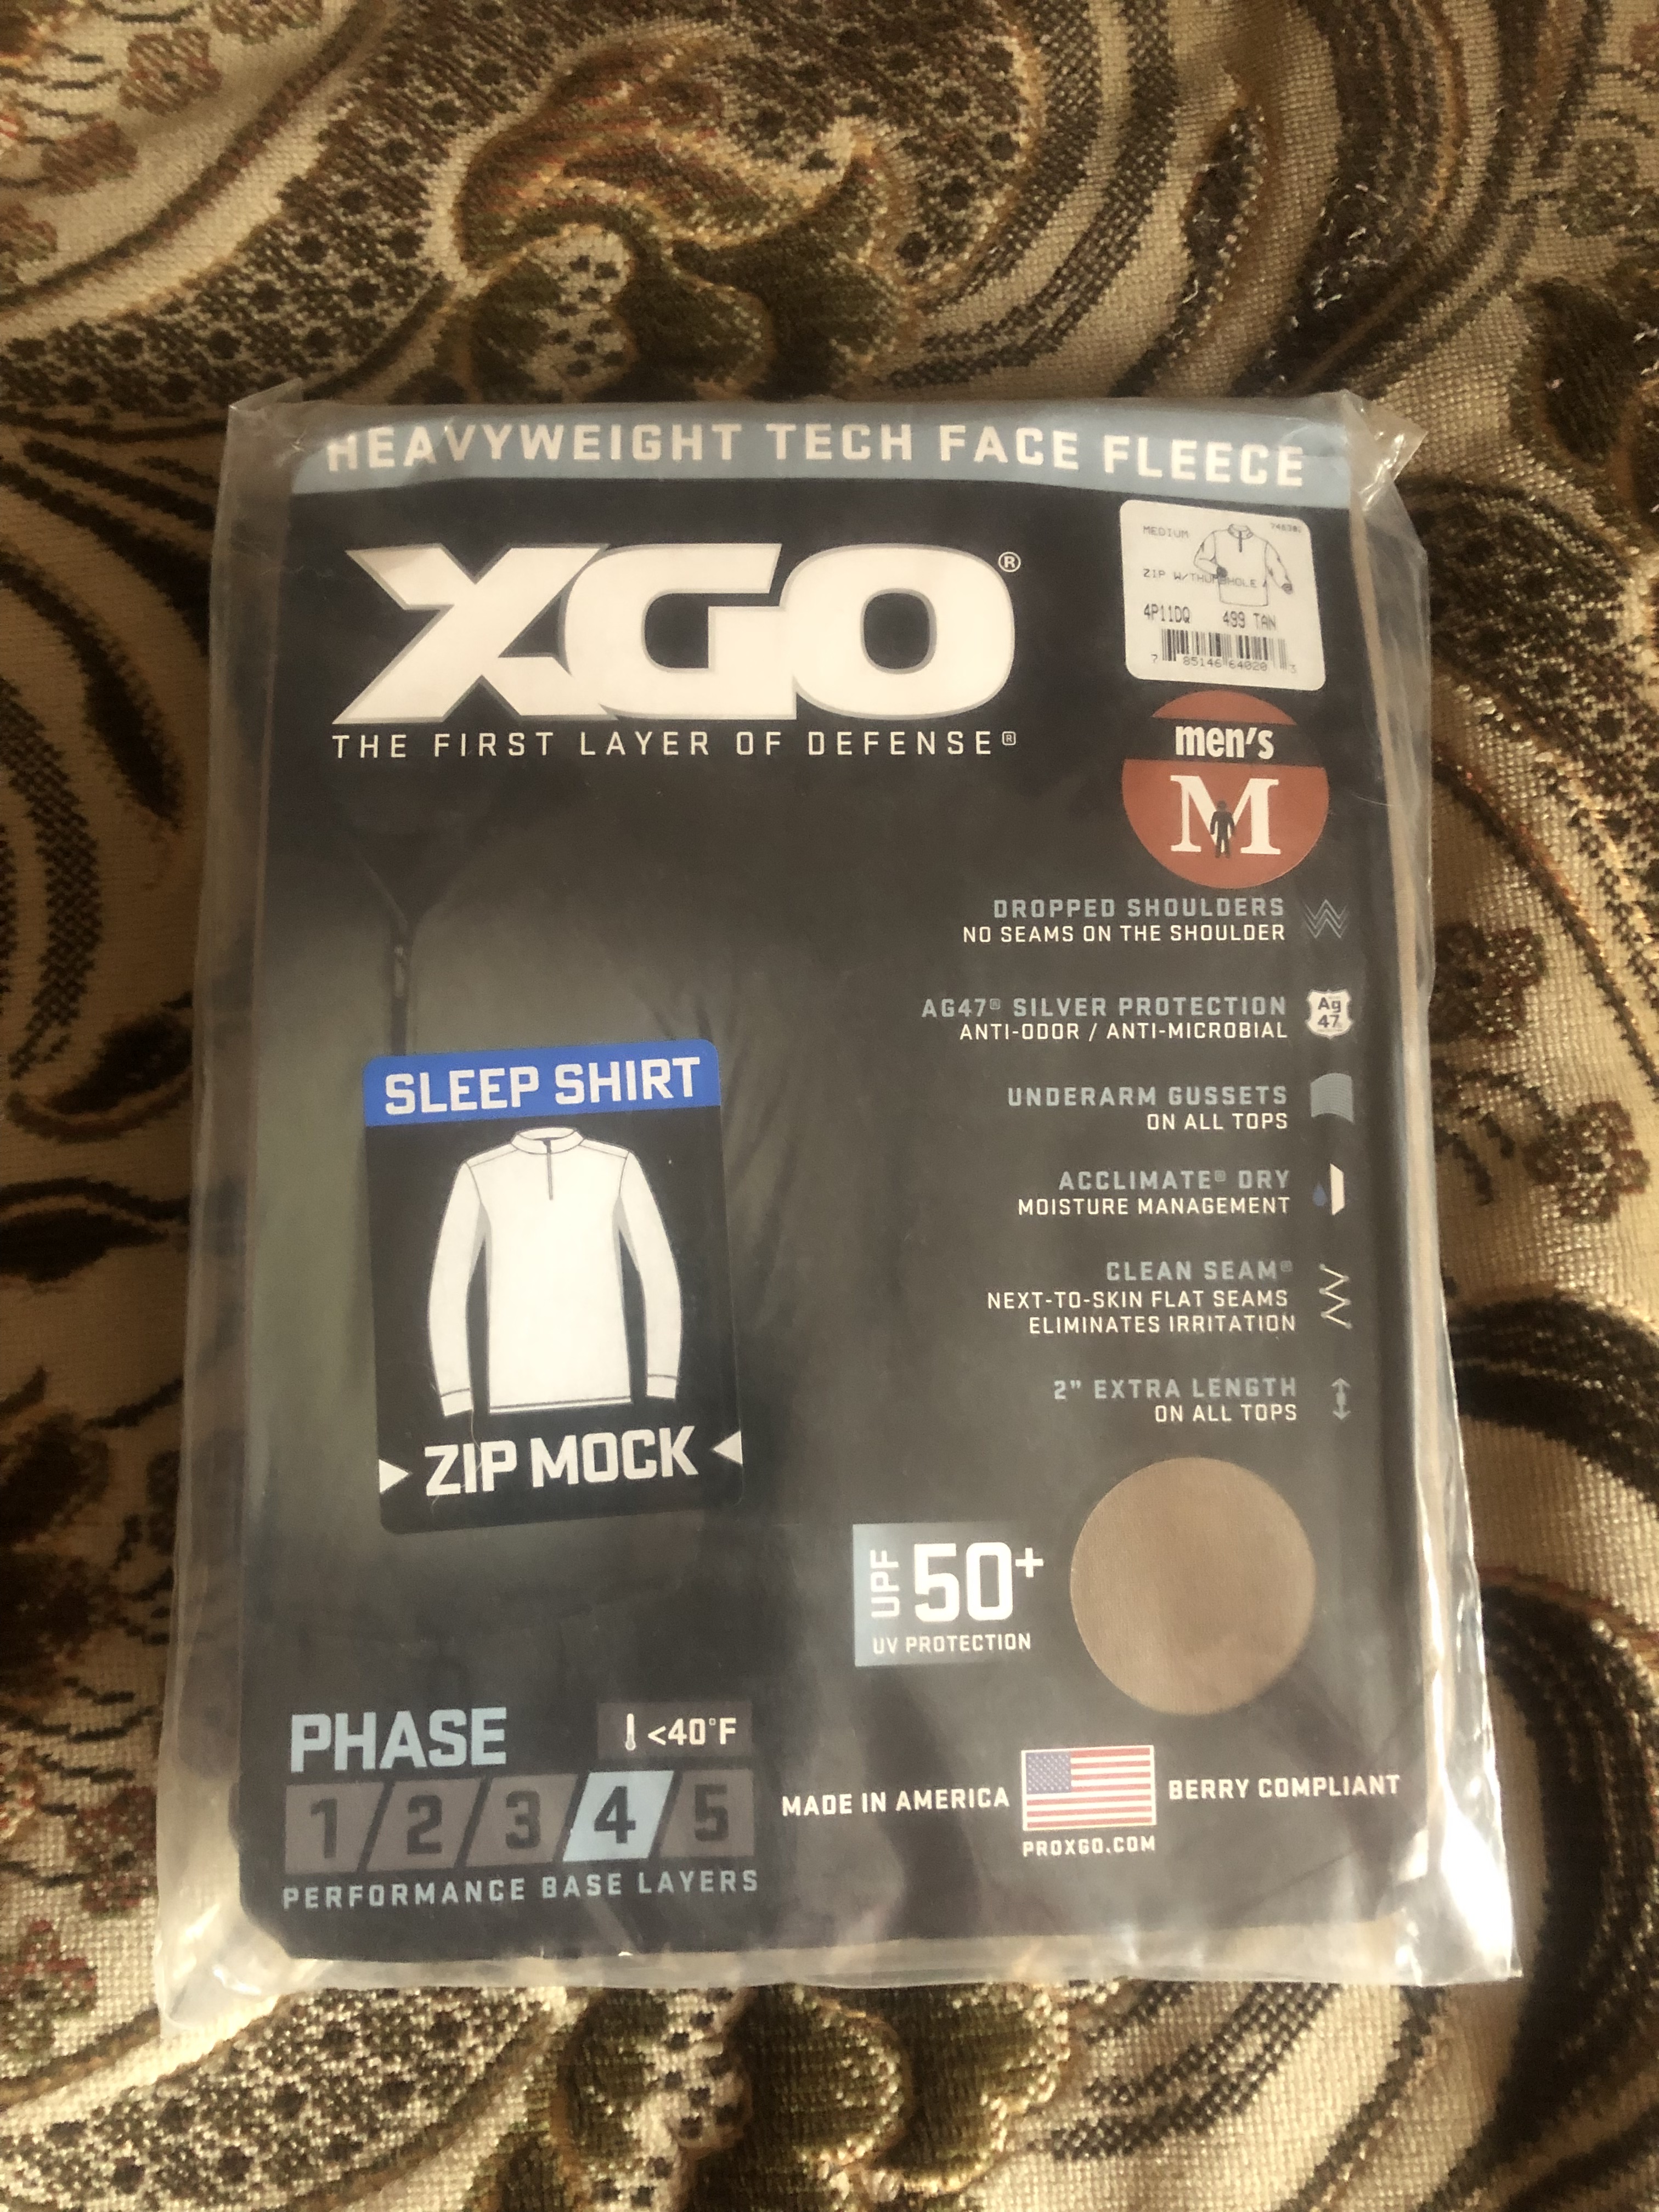 HEAVYWEIGHT TECH FACE FLEECE
XGO®
THE FIRST LAYER OF DEFENSE®
MEDIUM
ZIP W/THUMBHOLE
4P11DQ 499 TAN
7 85146 64020 3
men's
M
DROPPED SHOULDERS
NO SEAMS ON THE SHOULDER
AG47® SILVER PROTECTION
ANTI-ODOR / ANTI-MICROBIAL
Ag
47
UNDERARM GUSSETS
ON ALL TOPS
ACCLIMATE® DRY
MOISTURE MANAGEMENT
CLEAN SEAM®
NEXT-TO-SKIN FLAT SEAMS
ELIMINATES IRRITATION
2" EXTRA LENGTH
ON ALL TOPS
SLEEP SHIRT
ZIP MOCK
UPF 50+
UV PROTECTION
PHASE
<40°F
1 2 3 4 5
PERFORMANCE BASE LAYERS
MADE IN AMERICA
BERRY COMPLIANT
PROXGO.COM